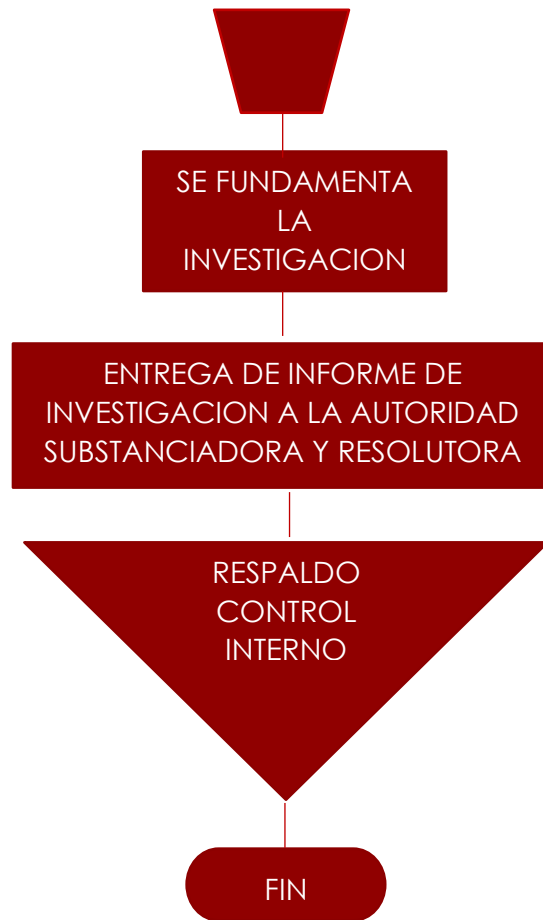 SE FUNDAMENTA
LA
INVESTIGACION
ENTREGA DE INFORME DE
INVESTIGACION A LA AUTORIDAD
SUBSTANCIADORA Y RESOLUTORA
RESPALDO
CONTROL
INTERNO
FIN